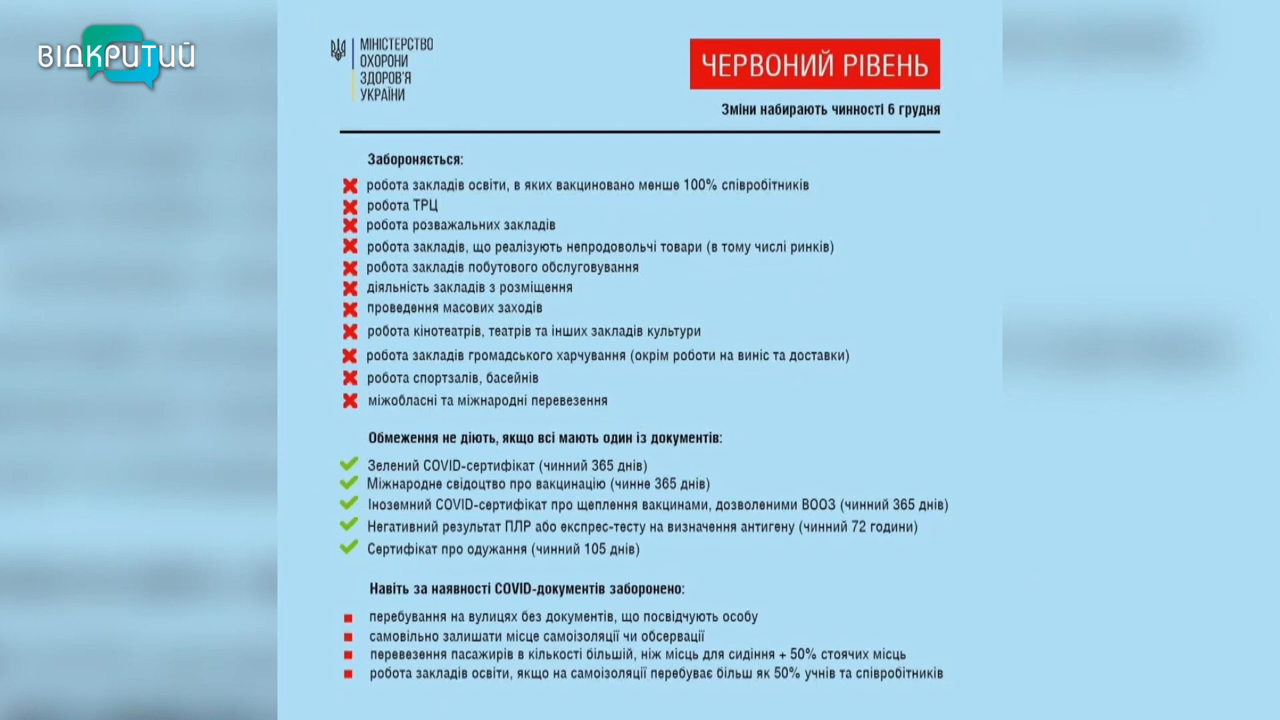 ВІДКРИТИЙ
МІНІСТЕРСТВО
ОХОРОНИ
ЗДОРОВ'Я
УКРАЇНИ
ЧЕРВОНИЙ РІВЕНЬ
Зміни набирають чинності 6 грудня
Забороняється:
робота закладів освіти, в яких вакциновано менше 100% співробітників
робота ТРЦ
робота розважальних закладів
робота закладів, що реалізують непродовольчі товари (в тому числі ринків)
робота закладів побутового обслуговування
діяльність закладів з розміщення
проведення масових заходів
робота кінотеатрів, театрів та інших закладів культури
робота закладів громадського харчування (окрім роботи на виніс та доставки)
робота спортзалів, басейнів
міжобласні та міжнародні перевезення
Обмеження не діють, якщо всі мають один із документів:
Зелений COVID-сертифікат (чинний 365 днів)
Міжнародне свідоцтво про вакцинацію (чинне 365 днів)
Іноземний COVID-сертифікат про щеплення вакцинами, дозволеними ВООЗ (чинний 365 днів)
Негативний результат ПЛР або експрес-тесту на визначення антигену (чинний 72 години)
Сертифікат про одужання (чинний 105 днів)
Навіть за наявності COVID-документів заборонено:
перебування на вулицях без документів, що посвідчують особу
самовільно залишати місце самоізоляції чи обсервації
перевезення пасажирів в кількості більшій, ніж місць для сидіння + 50% стоячих місць
робота закладів освіти, якщо на самоізоляції перебуває більш як 50% учнів та співробітників